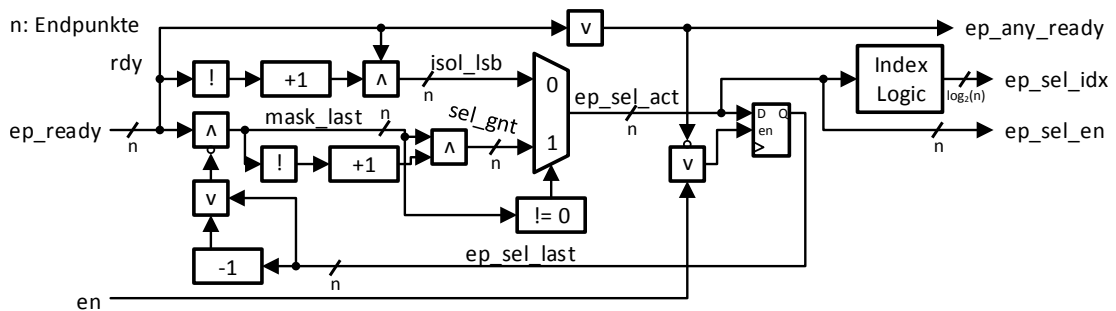 n: Endpunkte
v
ep_any_ready
rdy
!
+1
ʌ
isol_lsb
n
0
Index
Logic
log₂(n)
ep_sel_idx
ep_ready
n
ʌ
mask_last
n
sel_gnt
ep_sel_act
n
D
Q
en
ep_sel_en
n
!
+1
ʌ
n
1
v
v
!= 0
-1
n
ep_sel_last
en